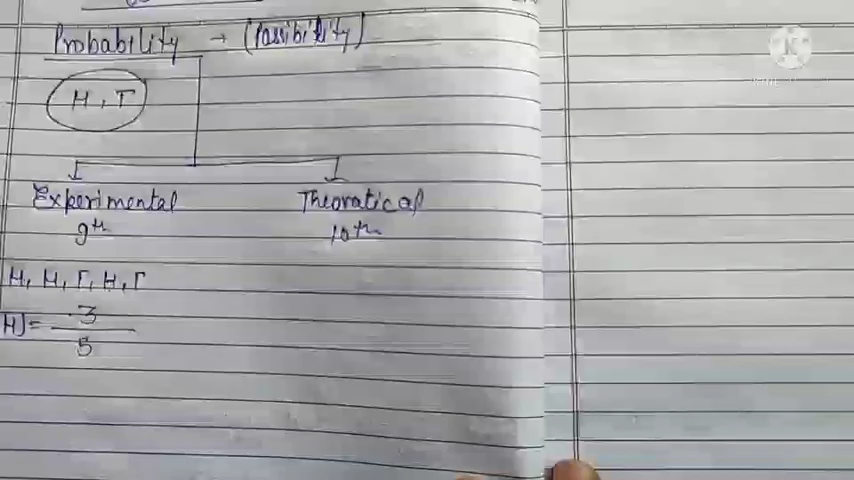 Probability → (Possibility)
H, T
Experimental Theoratical
9th 10th
H, H, T, H, T
H) = 3
5